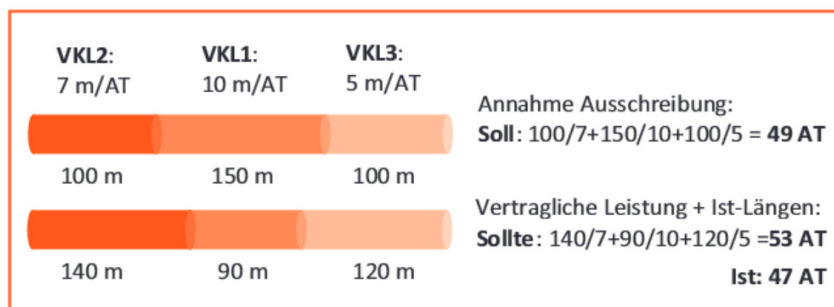 VKL2: VKL1: VKL3:
7 m/AT 10 m/AT 5 m/AT
Annahme Ausschreibung:
Soll: 100/7+150/10+100/5 = 49 AT
100 m 150 m 100 m
Vertragliche Leistung + Ist-Längen:
Sollte: 140/7+90/10+120/5 =53 AT
140 m 90 m 120 m
Ist: 47 AT